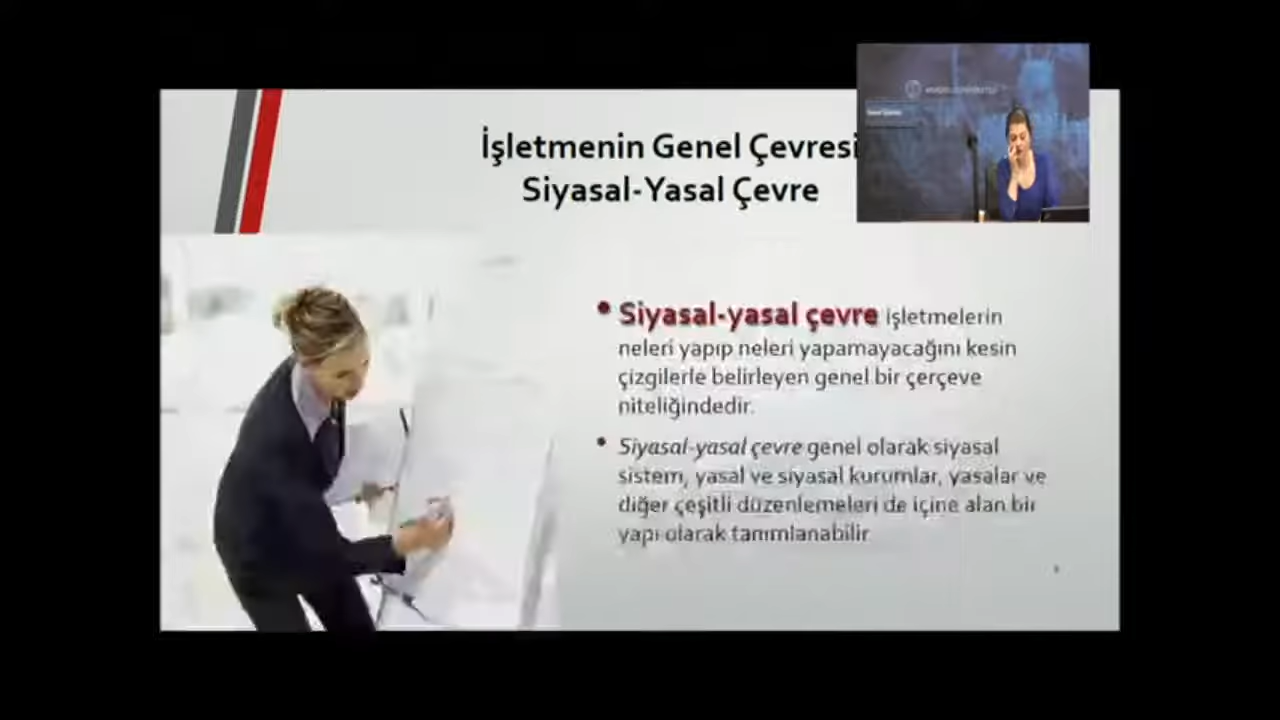 İşletmenin Genel Çevresi
Siyasal-Yasal Çevre
• Siyasal-yasal çevre işletmelerin
neleri yapıp neleri yapamayacağını kesin
çizgilerle belirleyen genel bir çerçeve
niteliğindedir.
• Siyasal-yasal çevre genel olarak siyasal
sistem, yasal ve siyasal kurumlar, yasalar ve
diğer çeşitli düzenlemeleri de içine alan bir
yapı olarak tanımlanabilir